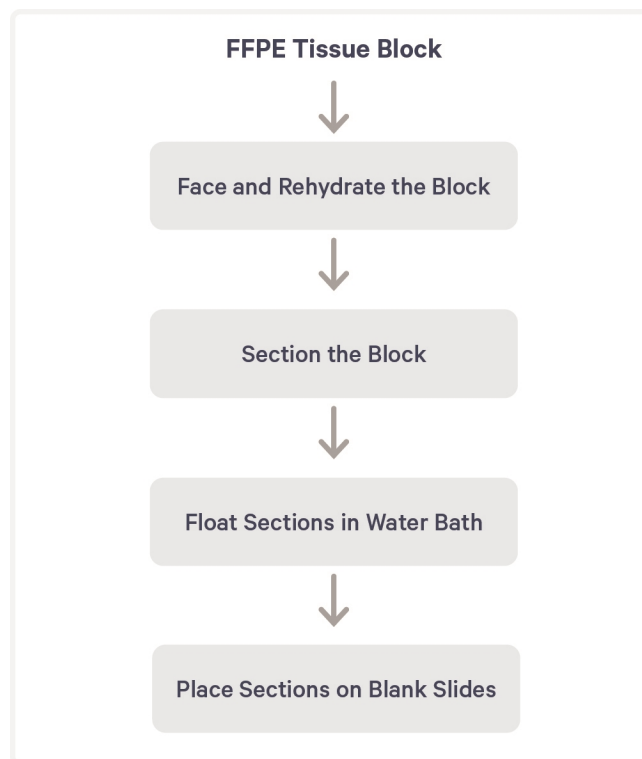 FFPE Tissue Block
Face and Rehydrate the Block
Section the Block
Float Sections in Water Bath
Place Sections on Blank Slides